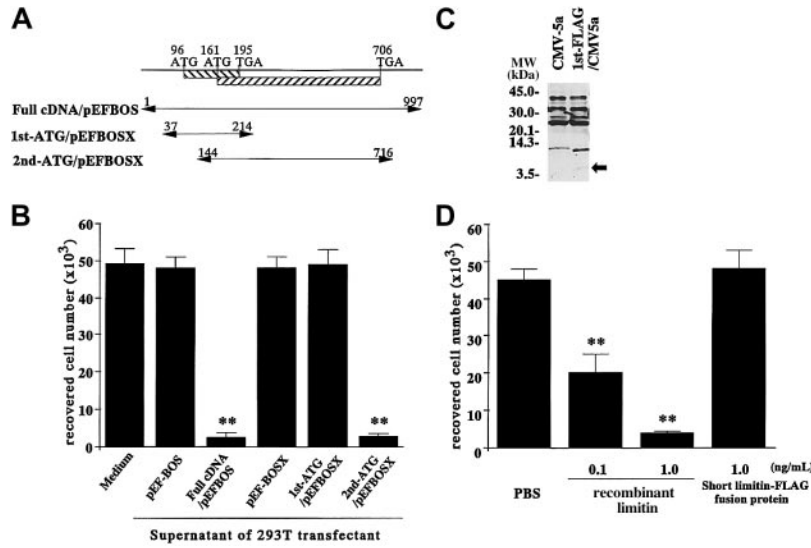 A
96 161 195 706
ATG ATG TGA TGA
Full cDNA/pEFBOS
1 997
1st-ATG/pEFBOSX
37 214
2nd-ATG/pEFBOSX
144 716
B
recovered cell number (x10³)
60
50
40
30
20
10
0
**
**
Medium
pEF-BOS
Full cDNA
/pEFBOS
pEF-BOSX
1st-ATG
/pEFBOSX
2nd-ATG
/pEFBOSX
Supernatant of 293T transfectant
C
MW
(kDa)
CMV-5a
1st-FLAG
/CMV5a
45.0-
30.0-
20.1-
14.3-
3.5-
D
recovered cell number (x10³)
60
50
40
30
20
10
0
**
**
0.1 1.0 1.0 (ng/mL)
PBS
recombinant
limitin
Short limitin-FLAG
fusion protein